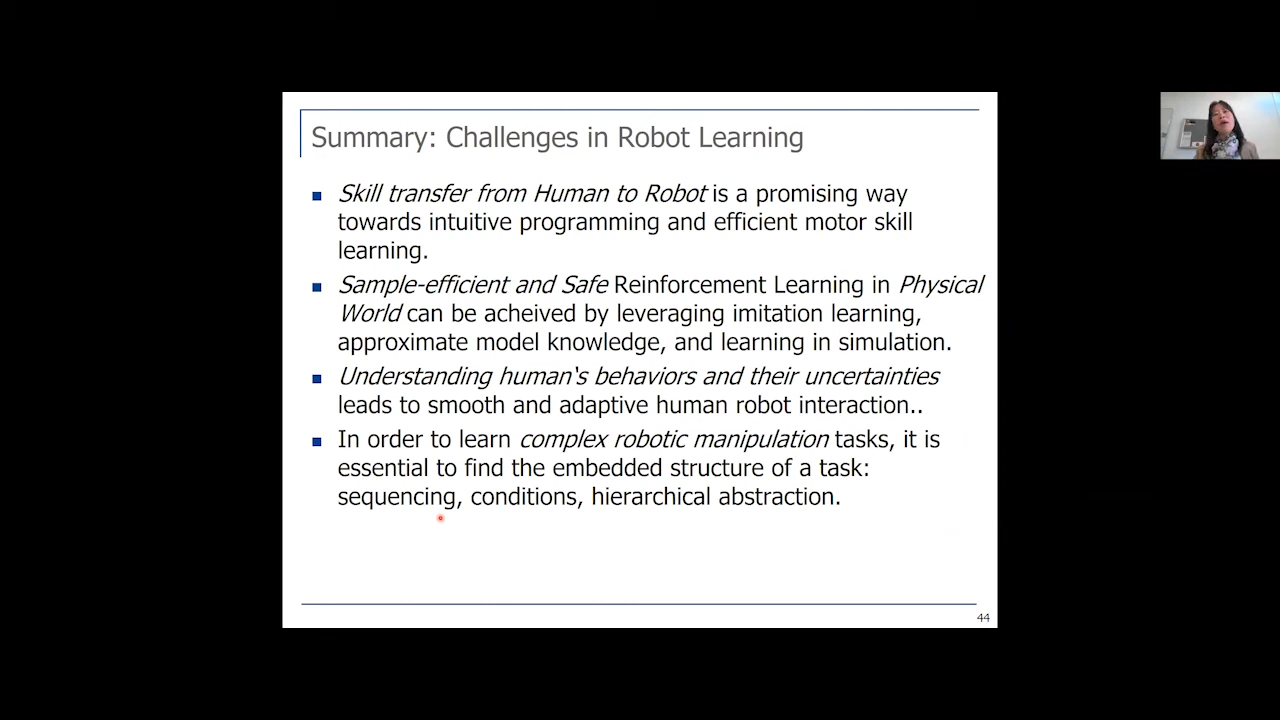 Summary: Challenges in Robot Learning
Skill transfer from Human to Robot is a promising way
towards intuitive programming and efficient motor skill
learning.
Sample-efficient and Safe Reinforcement Learning in Physical
World can be acheived by leveraging imitation learning,
approximate model knowledge, and learning in simulation.
Understanding human's behaviors and their uncertainties
leads to smooth and adaptive human robot interaction..
In order to learn complex robotic manipulation tasks, it is
essential to find the embedded structure of a task:
sequencing, conditions, hierarchical abstraction.
44